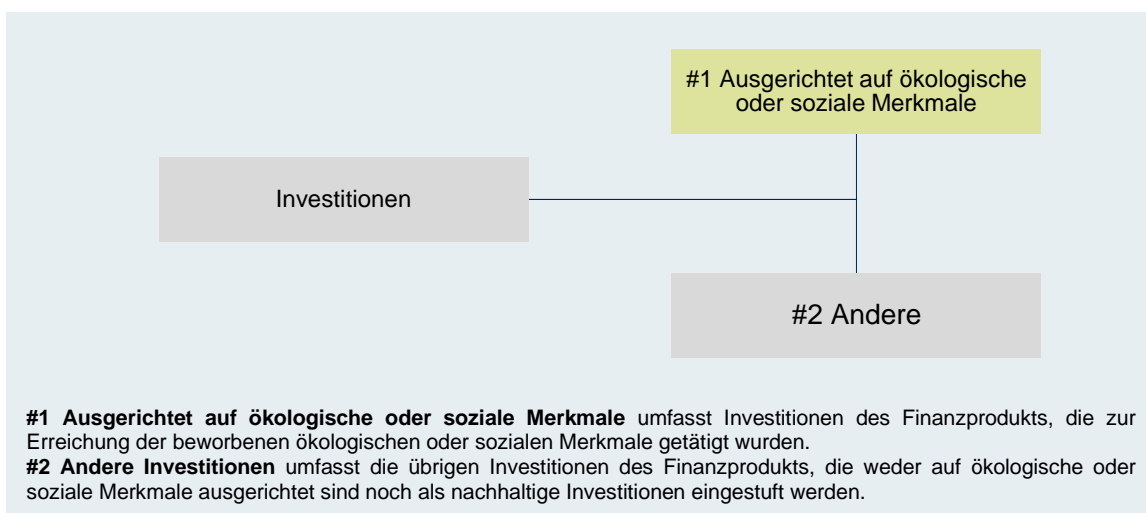 #1 Ausgerichtet auf ökologische
oder soziale Merkmale
Investitionen
#2 Andere
#1 Ausgerichtet auf ökologische oder soziale Merkmale umfasst Investitionen des Finanzprodukts, die zur
Erreichung der beworbenen ökologischen oder sozialen Merkmale getätigt wurden.
#2 Andere Investitionen umfasst die übrigen Investitionen des Finanzprodukts, die weder auf ökologische oder
soziale Merkmale ausgerichtet sind noch als nachhaltige Investitionen eingestuft werden.